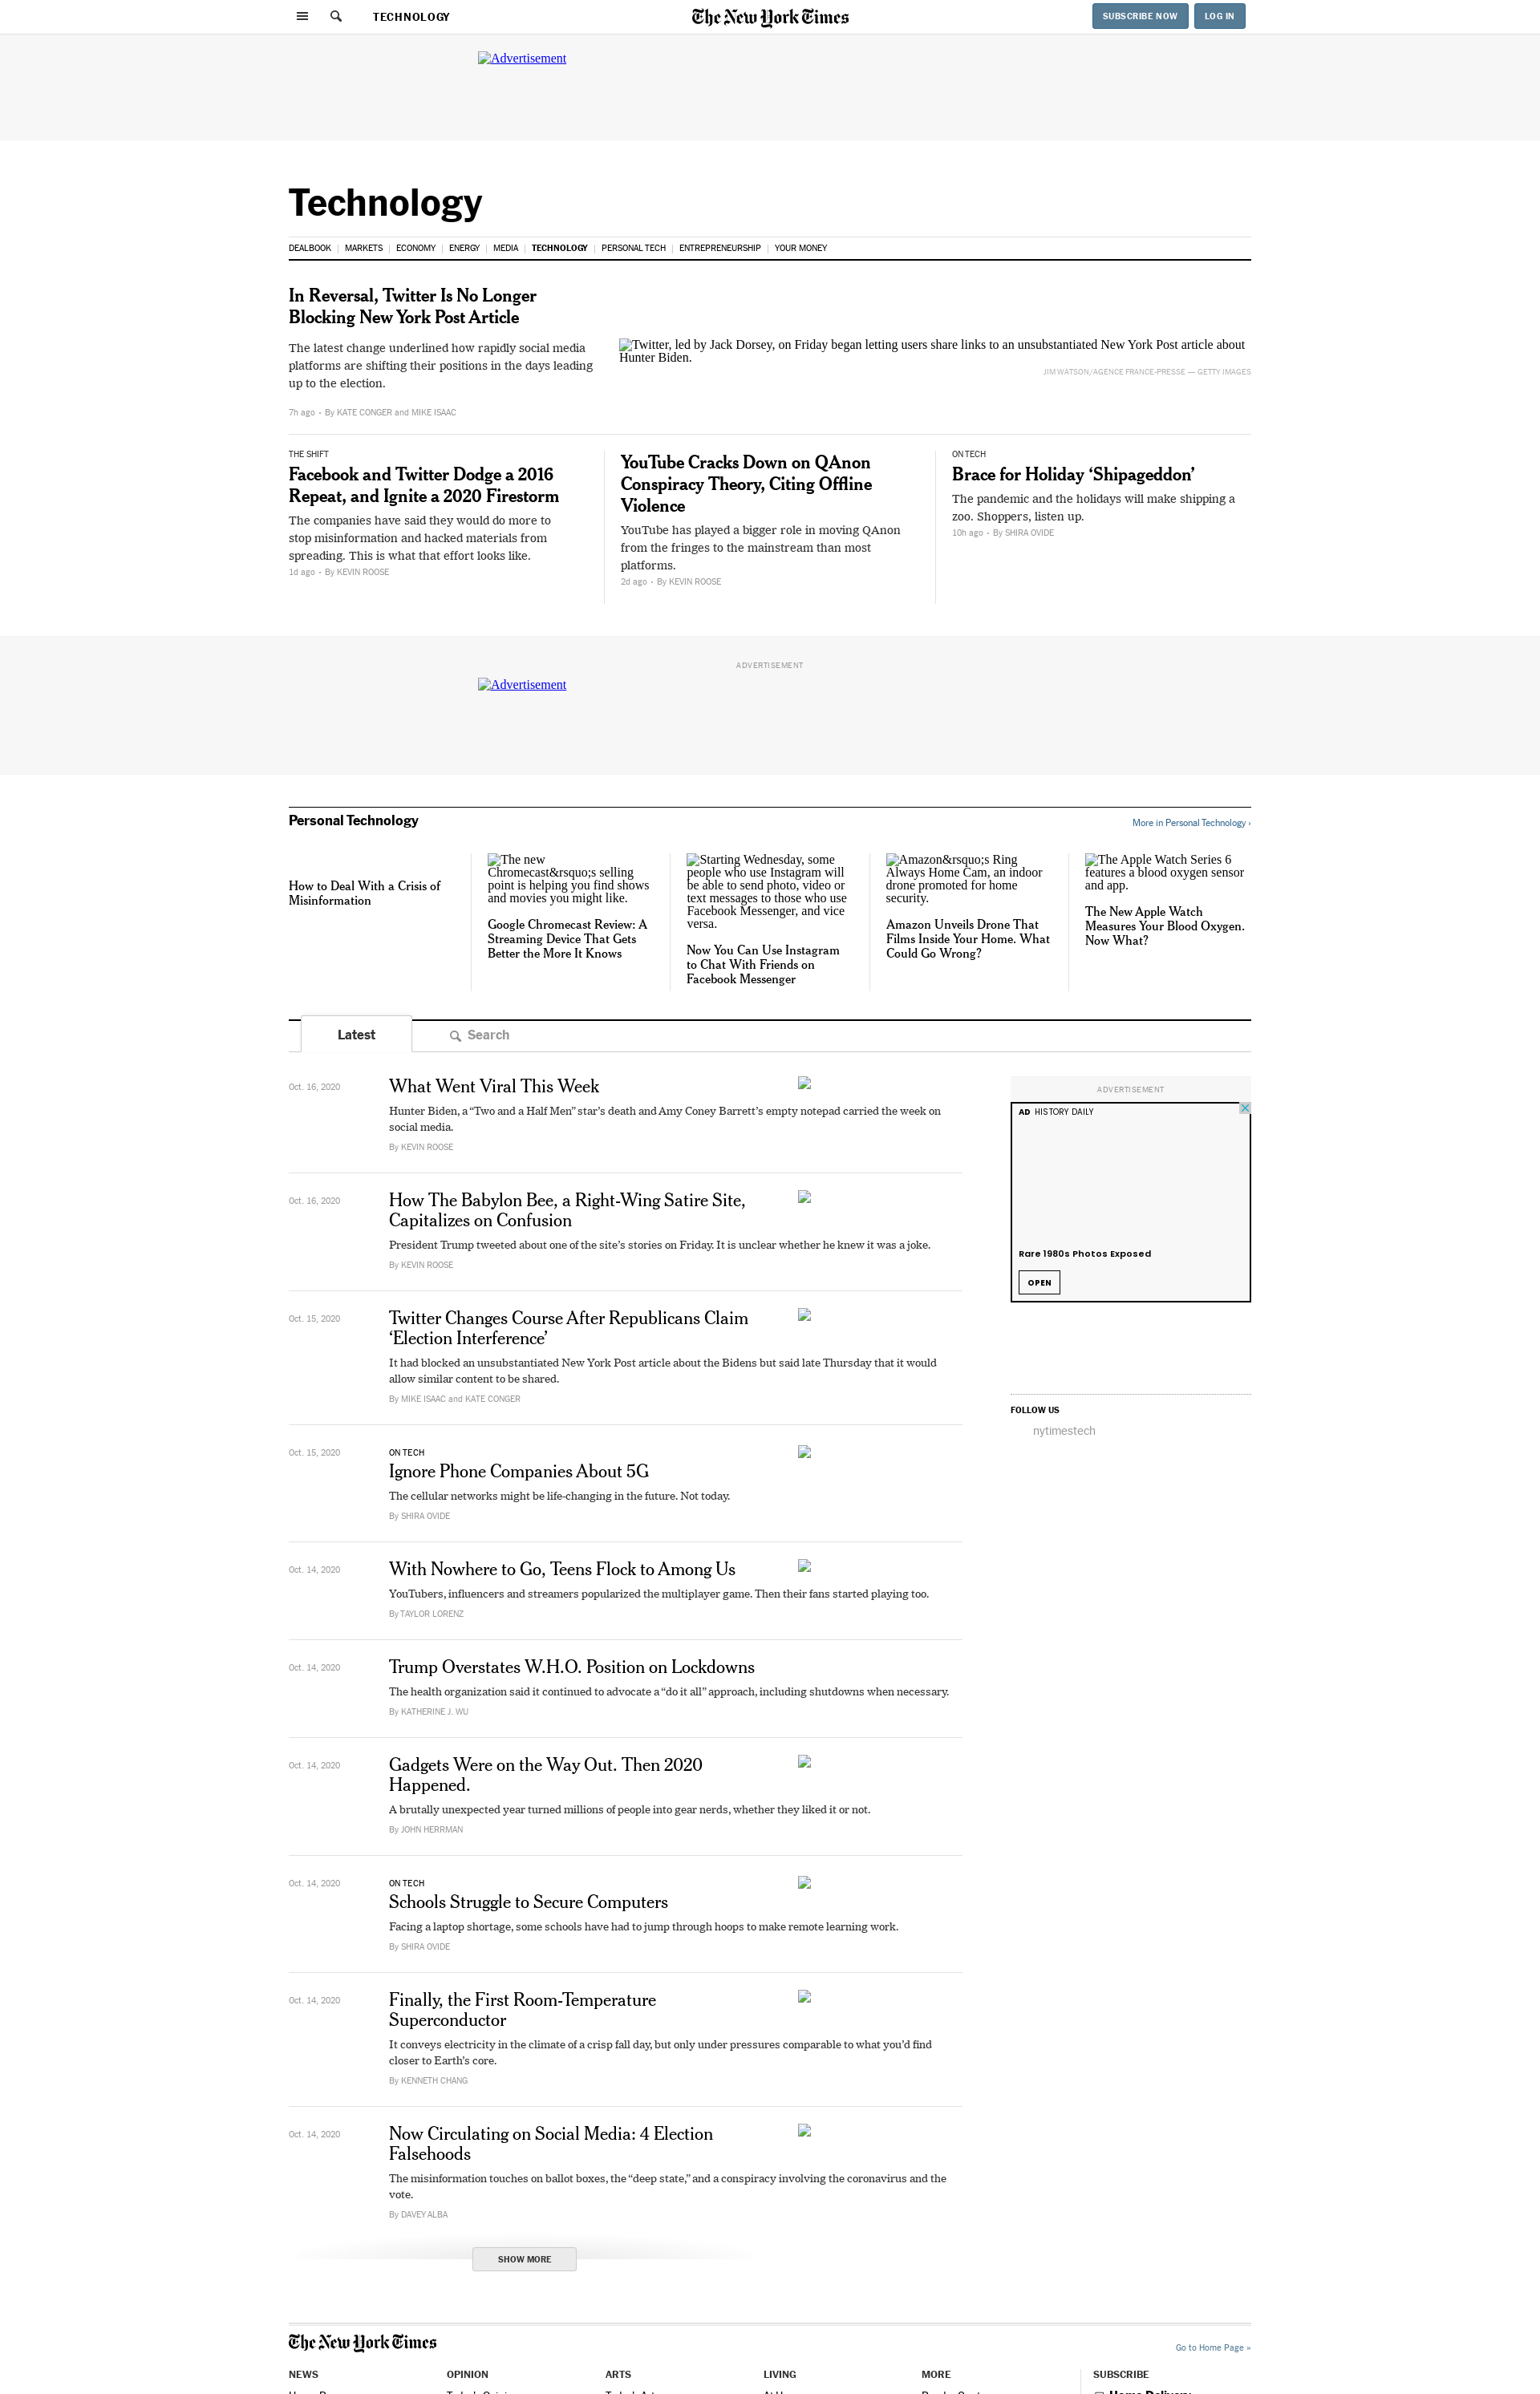 TECHNOLOGY
The New York Times
SUBSCRIBE NOW
LOG IN
Advertisement
Technology
DEALBOOK
MARKETS
ECONOMY
ENERGY
MEDIA
TECHNOLOGY
PERSONAL TECH
ENTREPRENEURSHIP
YOUR MONEY
In Reversal, Twitter Is No Longer
Blocking New York Post Article
The latest change underlined how rapidly social media
platforms are shifting their positions in the days leading
up to the election.
7h ago • By KATE CONGER and MIKE ISAAC
Twitter, led by Jack Dorsey, on Friday began letting users share links to an unsubstantiated New York Post article about
Hunter Biden.
JIM WATSON/AGENCE FRANCE-PRESSE — GETTY IMAGES
THE SHIFT
Facebook and Twitter Dodge a 2016
Repeat, and Ignite a 2020 Firestorm
The companies have said they would do more to
stop misinformation and hacked materials from
spreading. This is what that effort looks like.
1d ago • By KEVIN ROOSE
YouTube Cracks Down on QAnon
Conspiracy Theory, Citing Offline
Violence
YouTube has played a bigger role in moving QAnon
from the fringes to the mainstream than most
platforms.
2d ago • By KEVIN ROOSE
ON TECH
Brace for Holiday ‘Shipageddon’
The pandemic and the holidays will make shipping a
zoo. Shoppers, listen up.
10h ago • By SHIRA OVIDE
ADVERTISEMENT
Advertisement
Personal Technology
More in Personal Technology ›
How to Deal With a Crisis of
Misinformation
The new
Chromecast&rsquo;s selling
point is helping you find shows
and movies you might like.
Google Chromecast Review: A
Streaming Device That Gets
Better the More It Knows
Starting Wednesday, some
people who use Instagram will
be able to send photo, video or
text messages to those who use
Facebook Messenger, and vice
versa.
Now You Can Use Instagram
to Chat With Friends on
Facebook Messenger
Amazon&rsquo;s Ring
Always Home Cam, an indoor
drone promoted for home
security.
Amazon Unveils Drone That
Films Inside Your Home. What
Could Go Wrong?
The Apple Watch Series 6
features a blood oxygen sensor
and app.
The New Apple Watch
Measures Your Blood Oxygen.
Now What?
Latest
Search
Oct. 16, 2020
What Went Viral This Week
Hunter Biden, a “Two and a Half Men” star’s death and Amy Coney Barrett’s empty notepad carried the week on
social media.
By KEVIN ROOSE
Oct. 16, 2020
How The Babylon Bee, a Right-Wing Satire Site,
Capitalizes on Confusion
President Trump tweeted about one of the site’s stories on Friday. It is unclear whether he knew it was a joke.
By KEVIN ROOSE
Oct. 15, 2020
Twitter Changes Course After Republicans Claim
‘Election Interference’
It had blocked an unsubstantiated New York Post article about the Bidens but said late Thursday that it would
allow similar content to be shared.
By MIKE ISAAC and KATE CONGER
Oct. 15, 2020
ON TECH
Ignore Phone Companies About 5G
The cellular networks might be life-changing in the future. Not today.
By SHIRA OVIDE
Oct. 14, 2020
With Nowhere to Go, Teens Flock to Among Us
YouTubers, influencers and streamers popularized the multiplayer game. Then their fans started playing too.
By TAYLOR LORENZ
Oct. 14, 2020
Trump Overstates W.H.O. Position on Lockdowns
The health organization said it continued to advocate a “do it all” approach, including shutdowns when necessary.
By KATHERINE J. WU
Oct. 14, 2020
Gadgets Were on the Way Out. Then 2020
Happened.
A brutally unexpected year turned millions of people into gear nerds, whether they liked it or not.
By JOHN HERRMAN
Oct. 14, 2020
ON TECH
Schools Struggle to Secure Computers
Facing a laptop shortage, some schools have had to jump through hoops to make remote learning work.
By SHIRA OVIDE
Oct. 14, 2020
Finally, the First Room-Temperature
Superconductor
It conveys electricity in the climate of a crisp fall day, but only under pressures comparable to what you’d find
closer to Earth’s core.
By KENNETH CHANG
Oct. 14, 2020
Now Circulating on Social Media: 4 Election
Falsehoods
The misinformation touches on ballot boxes, the “deep state,” and a conspiracy involving the coronavirus and the
vote.
By DAVEY ALBA
SHOW MORE
ADVERTISEMENT
AD HISTORY DAILY
Rare 1980s Photos Exposed
OPEN
FOLLOW US
nytimestech
The New York Times
Go to Home Page »
NEWS
OPINION
ARTS
LIVING
MORE
SUBSCRIBE